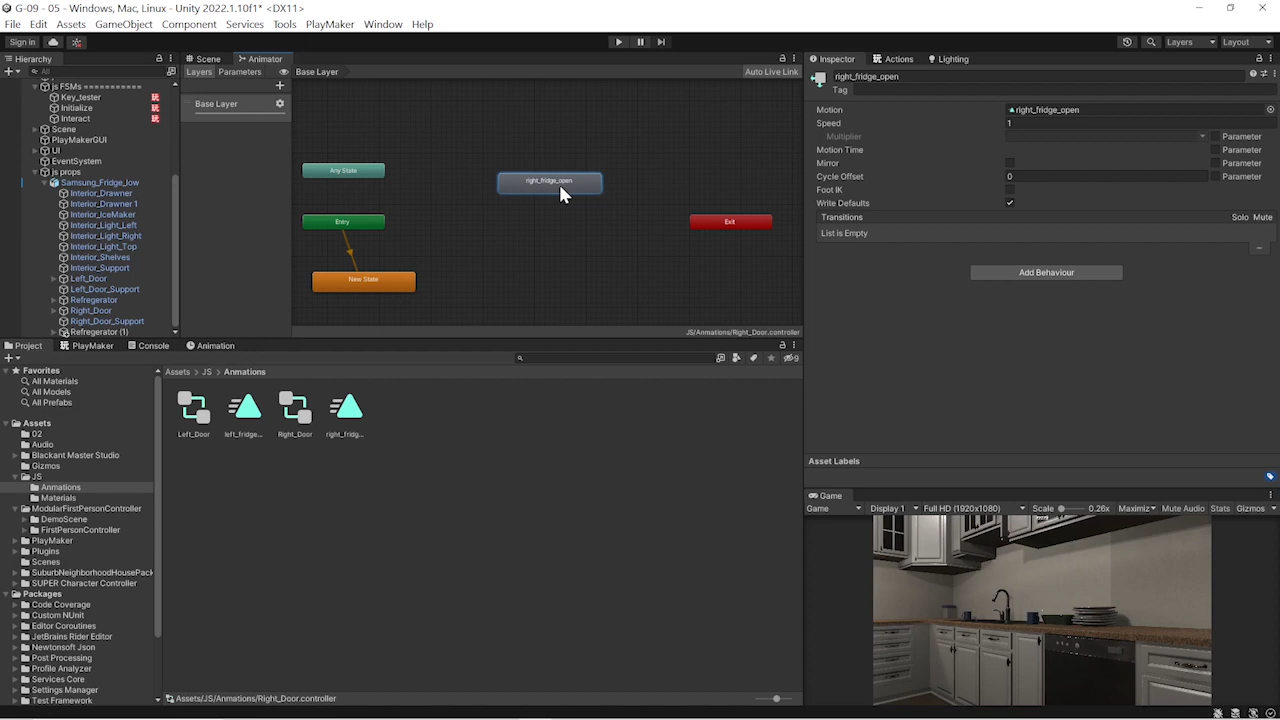 G-09 - 05 - Windows, Mac, Linux - Unity 2022.1.10f1* <DX11>
File Edit Assets GameObject Component Services Tools PlayMaker Window Help
Sign in
Layers
Layout
Hierarchy
All
js FSMs ===========
Key_tester
Initialize
Interact
Scene
PlayMakerGUI
UI
EventSystem
js props
Samsung_Fridge_low
Interior_Drawner
Interior_Drawner 1
Interior_IceMaker
Interior_Light_Left
Interior_Light_Right
Interior_Light_Top
Interior_Shelves
Interior_Support
Left_Door
Left_Door_Support
Refregerator
Right_Door
Right_Door_Support
Refregerator (1)
Scene Animator
Layers Parameters
Base Layer
Auto Live Link
Base Layer
Any State
right_fridge_open
Entry
Exit
New State
JS/Anmations/Right_Door.controller
Inspector Actions Lighting
right_fridge_open
Tag
Motion right_fridge_open
Speed 1
Multiplier Parameter
Motion Time Parameter
Mirror Parameter
Cycle Offset 0 Parameter
Foot IK
Write Defaults
Transitions Solo Mute
List is Empty
Add Behaviour
Asset Labels
Project PlayMaker Console Animation
9
Favorites
All Materials
All Models
All Prefabs
Assets
02
Audio
Blackant Master Studio
Gizmos
JS
Anmations
Materials
ModularFirstPersonController
DemoScene
FirstPersonController
PlayMaker
Plugins
Scenes
SuburbNeighborhoodHousePack
SUPER Character Controller
Packages
Code Coverage
Custom NUnit
Editor Coroutines
JetBrains Rider Editor
Newtonsoft Json
Post Processing
Profile Analyzer
Services Core
Settings Manager
Test Framework
Assets > JS > Anmations
Left_Door left_fridge... Right_Door right_fridg...
Assets/JS/Anmations/Right_Door.controller
Game
Game Display 1 Full HD (1920x1080) Scale 0.26x Maximiz Mute Audio Stats Gizmos